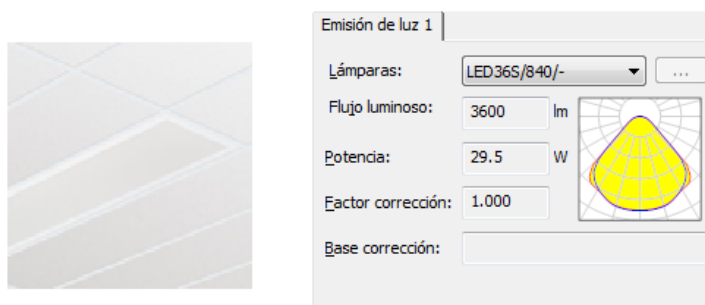 Emisión de luz 1
Lámparas: LED36S/840/- ...
Flujo luminoso: 3600 lm
Potencia: 29.5 W
Factor corrección: 1.000
Base corrección: